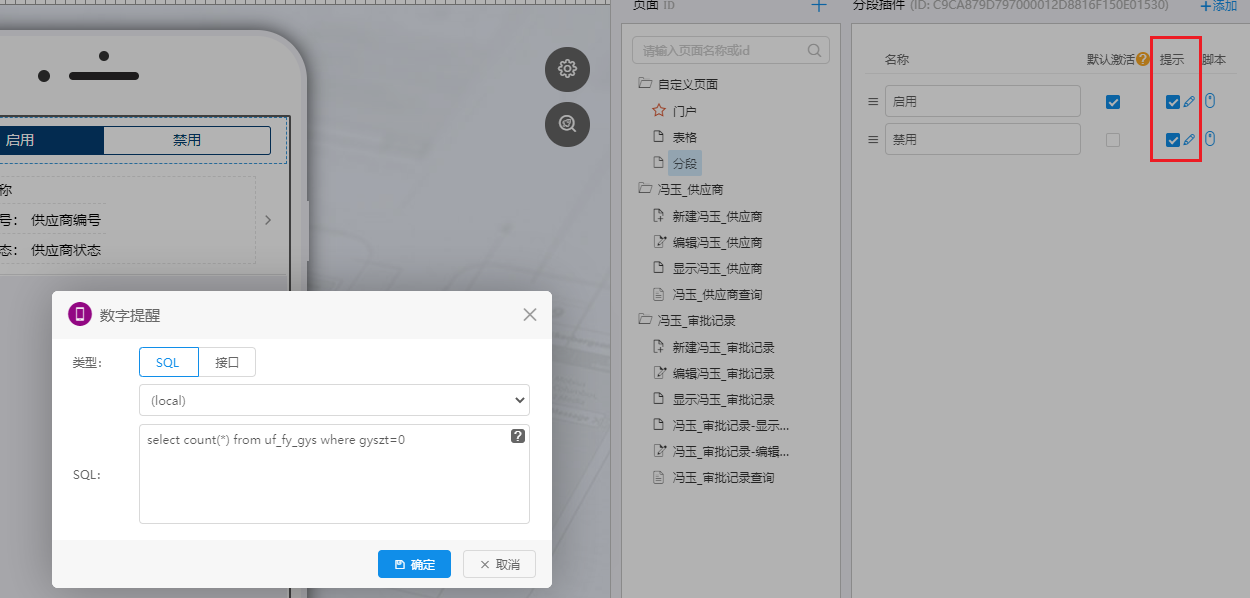 页面 ID
分段插件 (ID: C9CA879D797000012D8816F150E01530)
添加
请输入页面名称或id
自定义页面
门户
表格
分段
冯玉_供应商
新建冯玉_供应商
编辑冯玉_供应商
显示冯玉_供应商
冯玉_供应商查询
冯玉_审批记录
新建冯玉_审批记录
编辑冯玉_审批记录
显示冯玉_审批记录
冯玉_审批记录-显示...
冯玉_审批记录-编辑...
冯玉_审批记录查询
名称 默认激活 提示 脚本
启用
禁用
启用 禁用
称
号： 供应商编号
态： 供应商状态
数字提醒
类型: SQL 接口
(local)
SQL: select count(*) from uf_fy_gys where gyszt=0
确定 取消